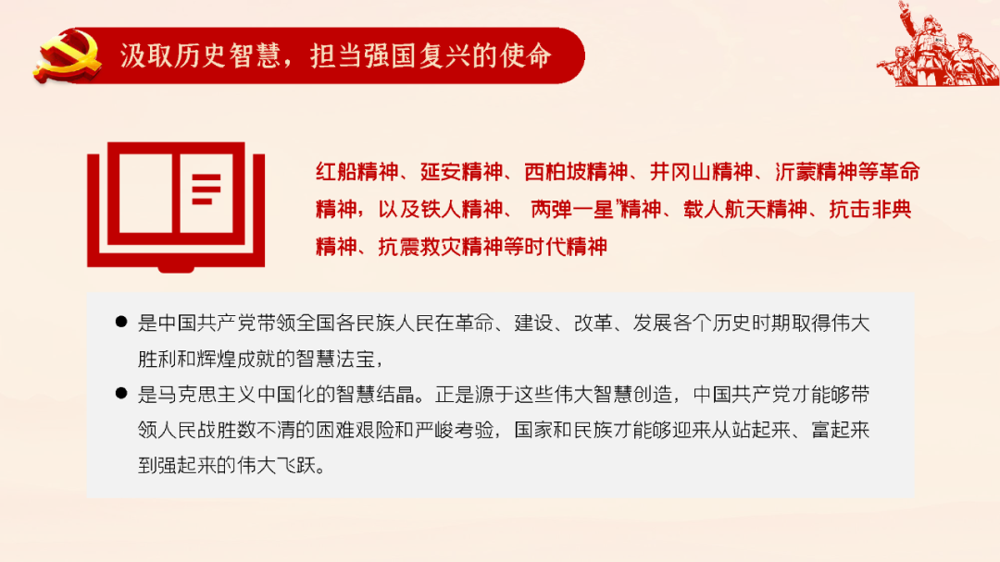 汲取历史智慧，担当强国复兴的使命
红船精神、延安精神、西柏坡精神、井冈山精神、沂蒙精神等革命
精神，以及铁人精神、 两弹一星”精神、载人航天精神、抗击非典
精神、抗震救灾精神等时代精神
● 是中国共产党带领全国各民族人民在革命、建设、改革、发展各个历史时期取得伟大
胜利和辉煌成就的智慧法宝，
● 是马克思主义中国化的智慧结晶。正是源于这些伟大智慧创造，中国共产党才能够带
领人民战胜数不清的困难艰险和严峻考验，国家和民族才能够迎来从站起来、富起来
到强起来的伟大飞跃。